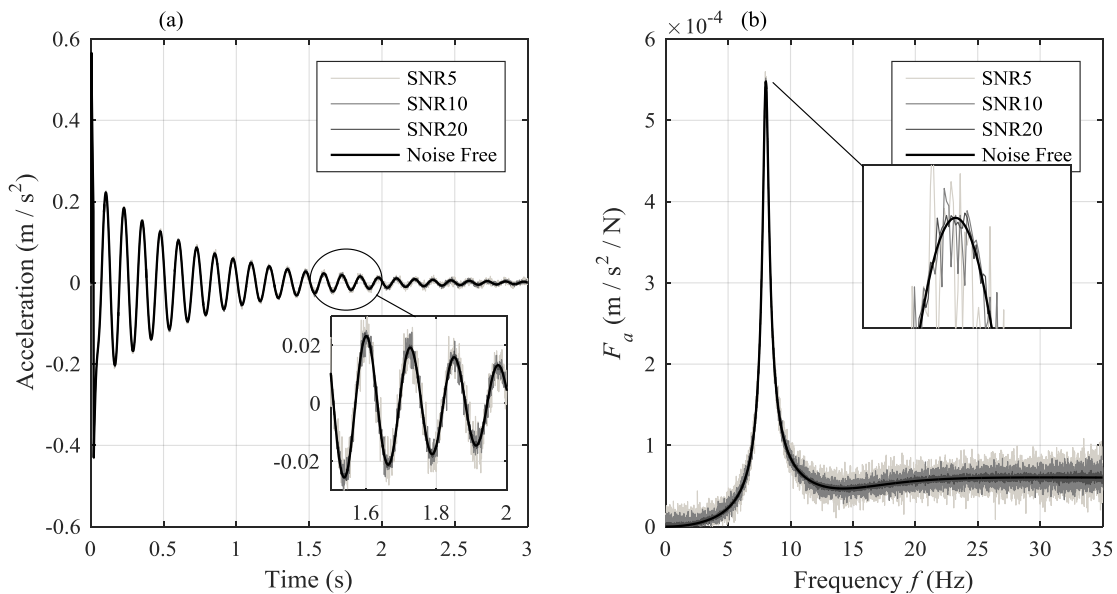 (a)
0.6
0.4
0.2
0
-0.2
-0.4
-0.6
Acceleration (m / s²)
SNR5
SNR10
SNR20
Noise Free
0.02
0
-0.02
1.6 1.8 2
0 0.5 1 1.5 2 2.5 3
Time (s)
×10⁻⁴ (b)
6
5
4
3
2
1
0
F_a (m / s² / N)
SNR5
SNR10
SNR20
Noise Free
0 5 10 15 20 25 30 35
Frequency f (Hz)